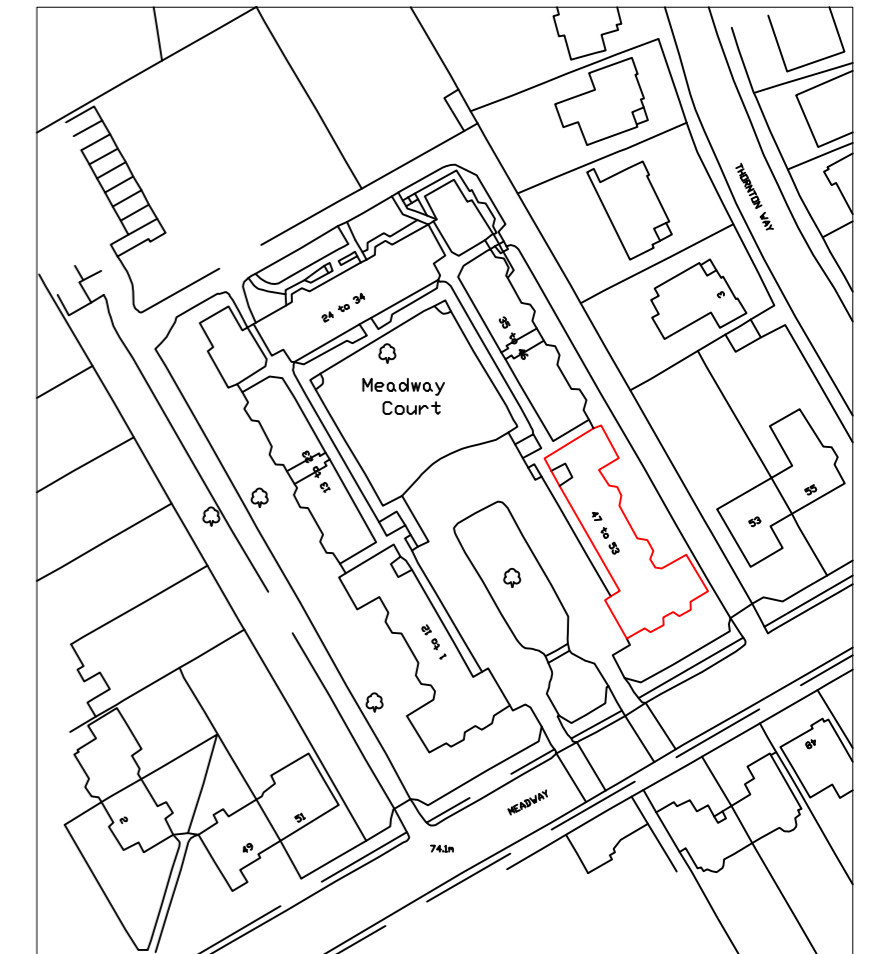 THORNTON WAY
3
24 to 34
35 to 46
Meadway
Court
13 to 23
55
53
47 to 53
1 to 12
48
MEADWAY
2
51
49
74.1m